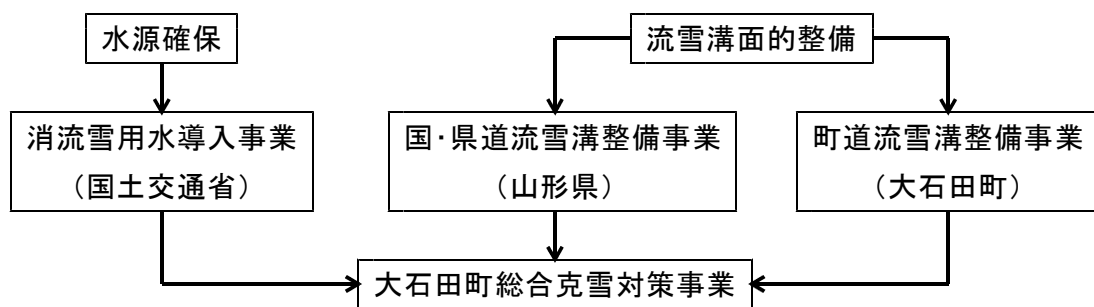 水源確保
流雪溝面的整備
消流雪用水導入事業
（国土交通省）
国・県道流雪溝整備事業
（山形県）
町道流雪溝整備事業
（大石田町）
大石田町総合克雪対策事業